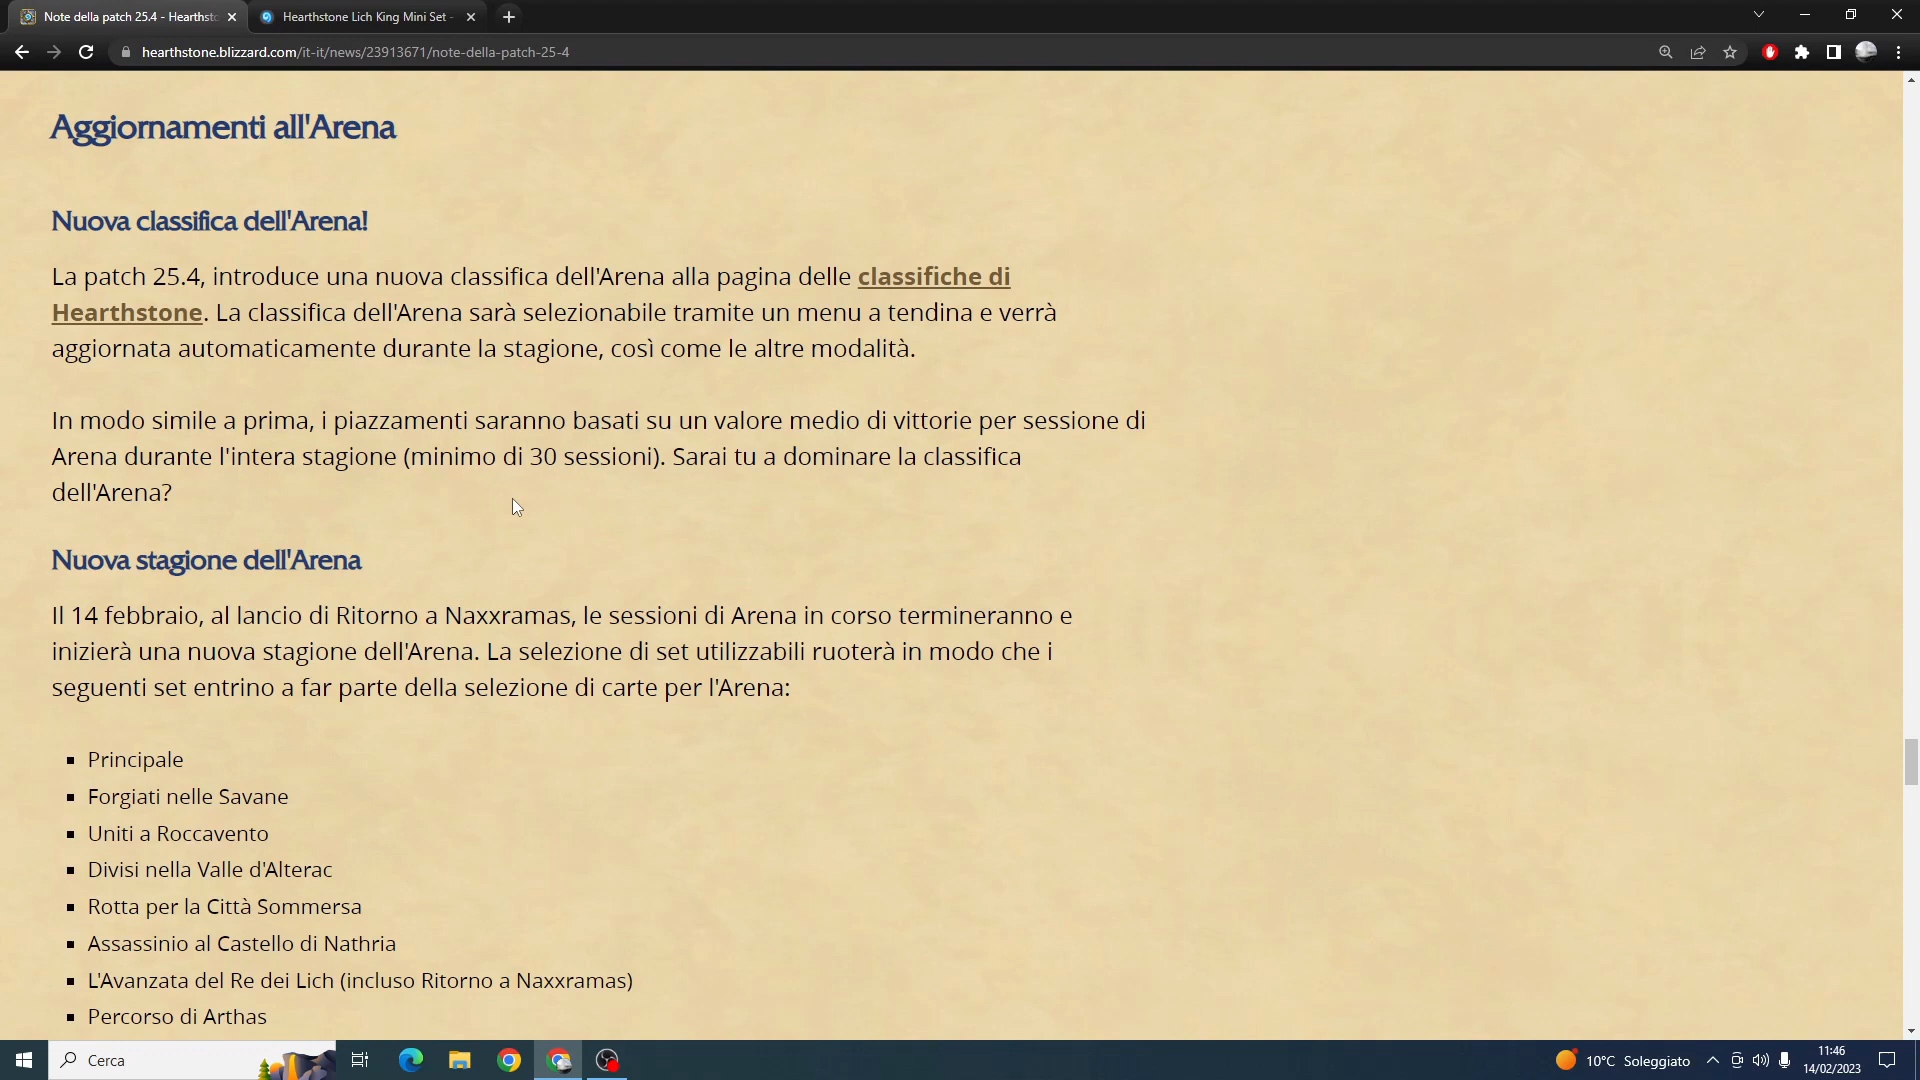 Note della patch 25.4 - Hearthsto
Hearthstone Lich King Mini Set -
hearthstone.blizzard.com/it-it/news/23913671/note-della-patch-25-4
Aggiornamenti all'Arena
Nuova classifica dell'Arena!
La patch 25.4, introduce una nuova classifica dell'Arena alla pagina delle classifiche di
Hearthstone. La classifica dell'Arena sarà selezionabile tramite un menu a tendina e verrà
aggiornata automaticamente durante la stagione, così come le altre modalità.
In modo simile a prima, i piazzamenti saranno basati su un valore medio di vittorie per sessione di
Arena durante l'intera stagione (minimo di 30 sessioni). Sarai tu a dominare la classifica
dell'Arena?
Nuova stagione dell'Arena
Il 14 febbraio, al lancio di Ritorno a Naxxramas, le sessioni di Arena in corso termineranno e
inizierà una nuova stagione dell'Arena. La selezione di set utilizzabili ruoterà in modo che i
seguenti set entrino a far parte della selezione di carte per l'Arena:
Principale
Forgiati nelle Savane
Uniti a Roccavento
Divisi nella Valle d'Alterac
Rotta per la Città Sommersa
Assassinio al Castello di Nathria
L'Avanzata del Re dei Lich (incluso Ritorno a Naxxramas)
Percorso di Arthas
Cerca
10°C Soleggiato
11:46
14/02/2023